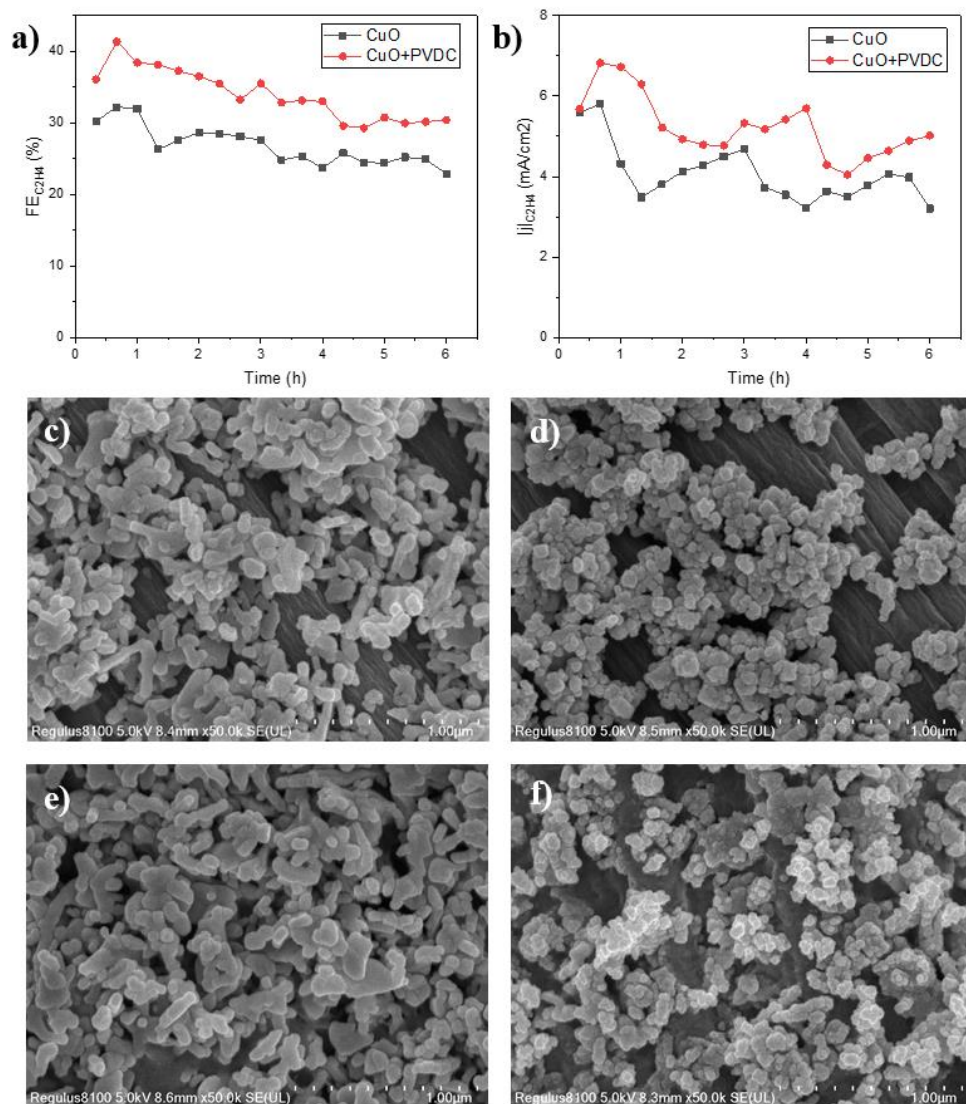 a)
40
30
20
10
0
FE C2H4 (%)
CuO
CuO+PVDC
0 1 2 3 4 5 6
Time (h)
b)
8
6
4
2
0
|j| C2H4 (mA/cm2)
CuO
CuO+PVDC
0 1 2 3 4 5 6
Time (h)
c)
Regulus8100 5.0kV 8.4mm x50.0k SE(UL) 1.00μm
d)
Regulus8100 5.0kV 8.5mm x50.0k SE(UL) 1.00μm
e)
Regulus8100 5.0kV 8.6mm x50.0k SE(UL) 1.00μm
f)
Regulus8100 5.0kV 8.3mm x50.0k SE(UL) 1.00μm